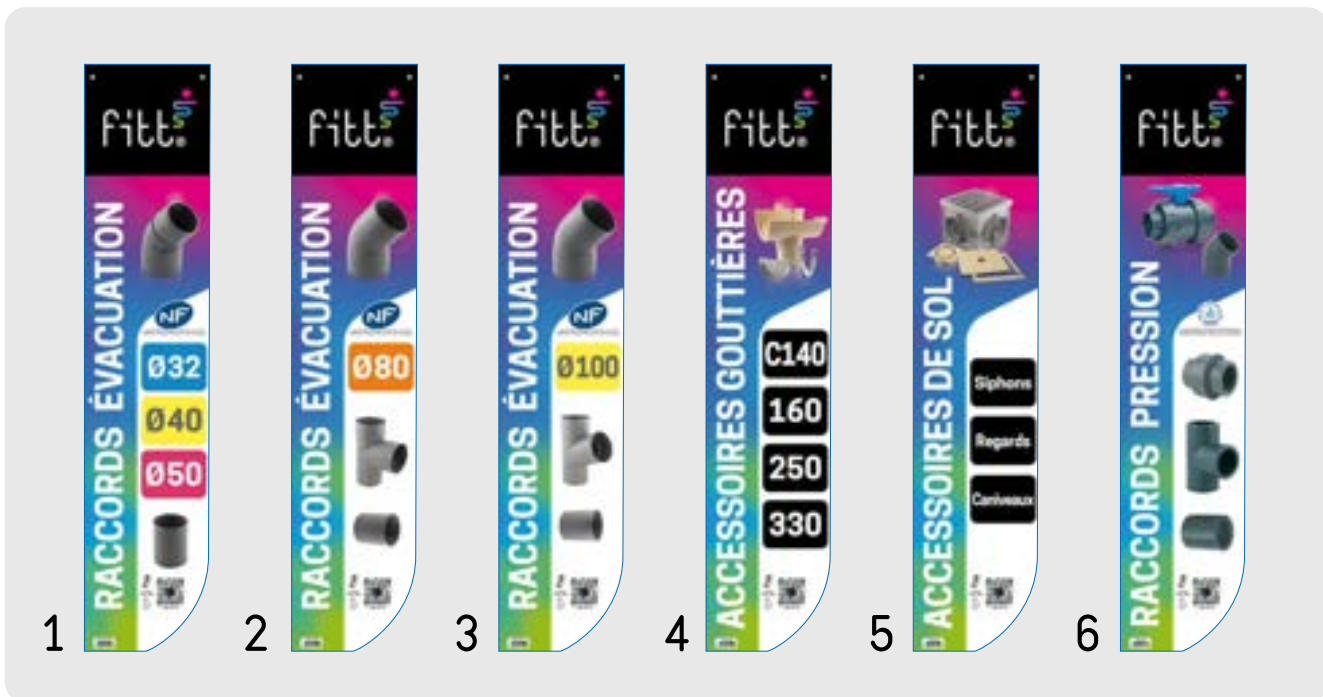 fitt®
RACCORDS ÉVACUATION
NF
Ø32
Ø40
Ø50
1
fitt®
RACCORDS ÉVACUATION
NF
Ø80
2
fitt®
RACCORDS ÉVACUATION
NF
Ø100
3
fitt®
ACCESSOIRES GOUTTIÈRES
C140
160
250
330
4
fitt®
ACCESSOIRES DE SOL
Siphons
Regards
Caniveaux
5
fitt®
RACCORDS PRESSION
6